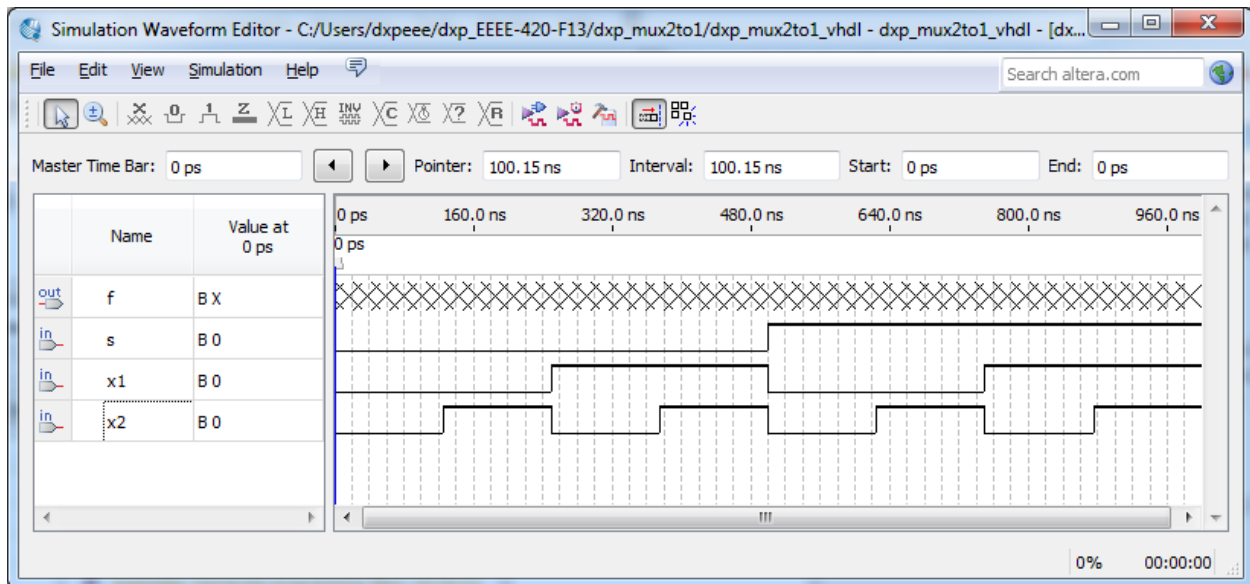 Simulation Waveform Editor - C:/Users/dxpeee/dxp_EEEE-420-F13/dxp_mux2to1/dxp_mux2to1_vhdl - dxp_mux2to1_vhdl - [dx...
File Edit View Simulation Help Search altera.com
0 1 Z L H INV C ? R
Master Time Bar: 0 ps Pointer: 100.15 ns Interval: 100.15 ns Start: 0 ps End: 0 ps
Name Value at 0 ps
0 ps 160.0 ns 320.0 ns 480.0 ns 640.0 ns 800.0 ns 960.0 ns
0 ps
out f B X
in s B 0
in x1 B 0
in x2 B 0
0% 00:00:00